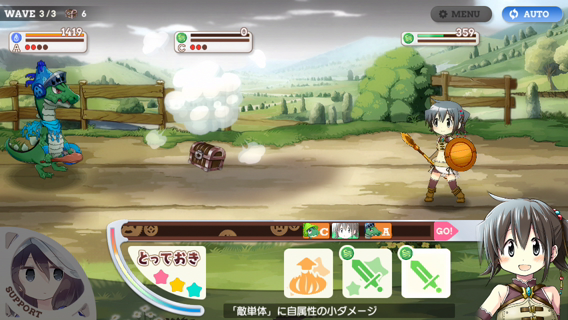 WAVE 3/3 6
MENU
AUTO
1419
A
0
C
359
C A GO!
とっておき
SUPPORT
「敵単体」に自属性の小ダメージ